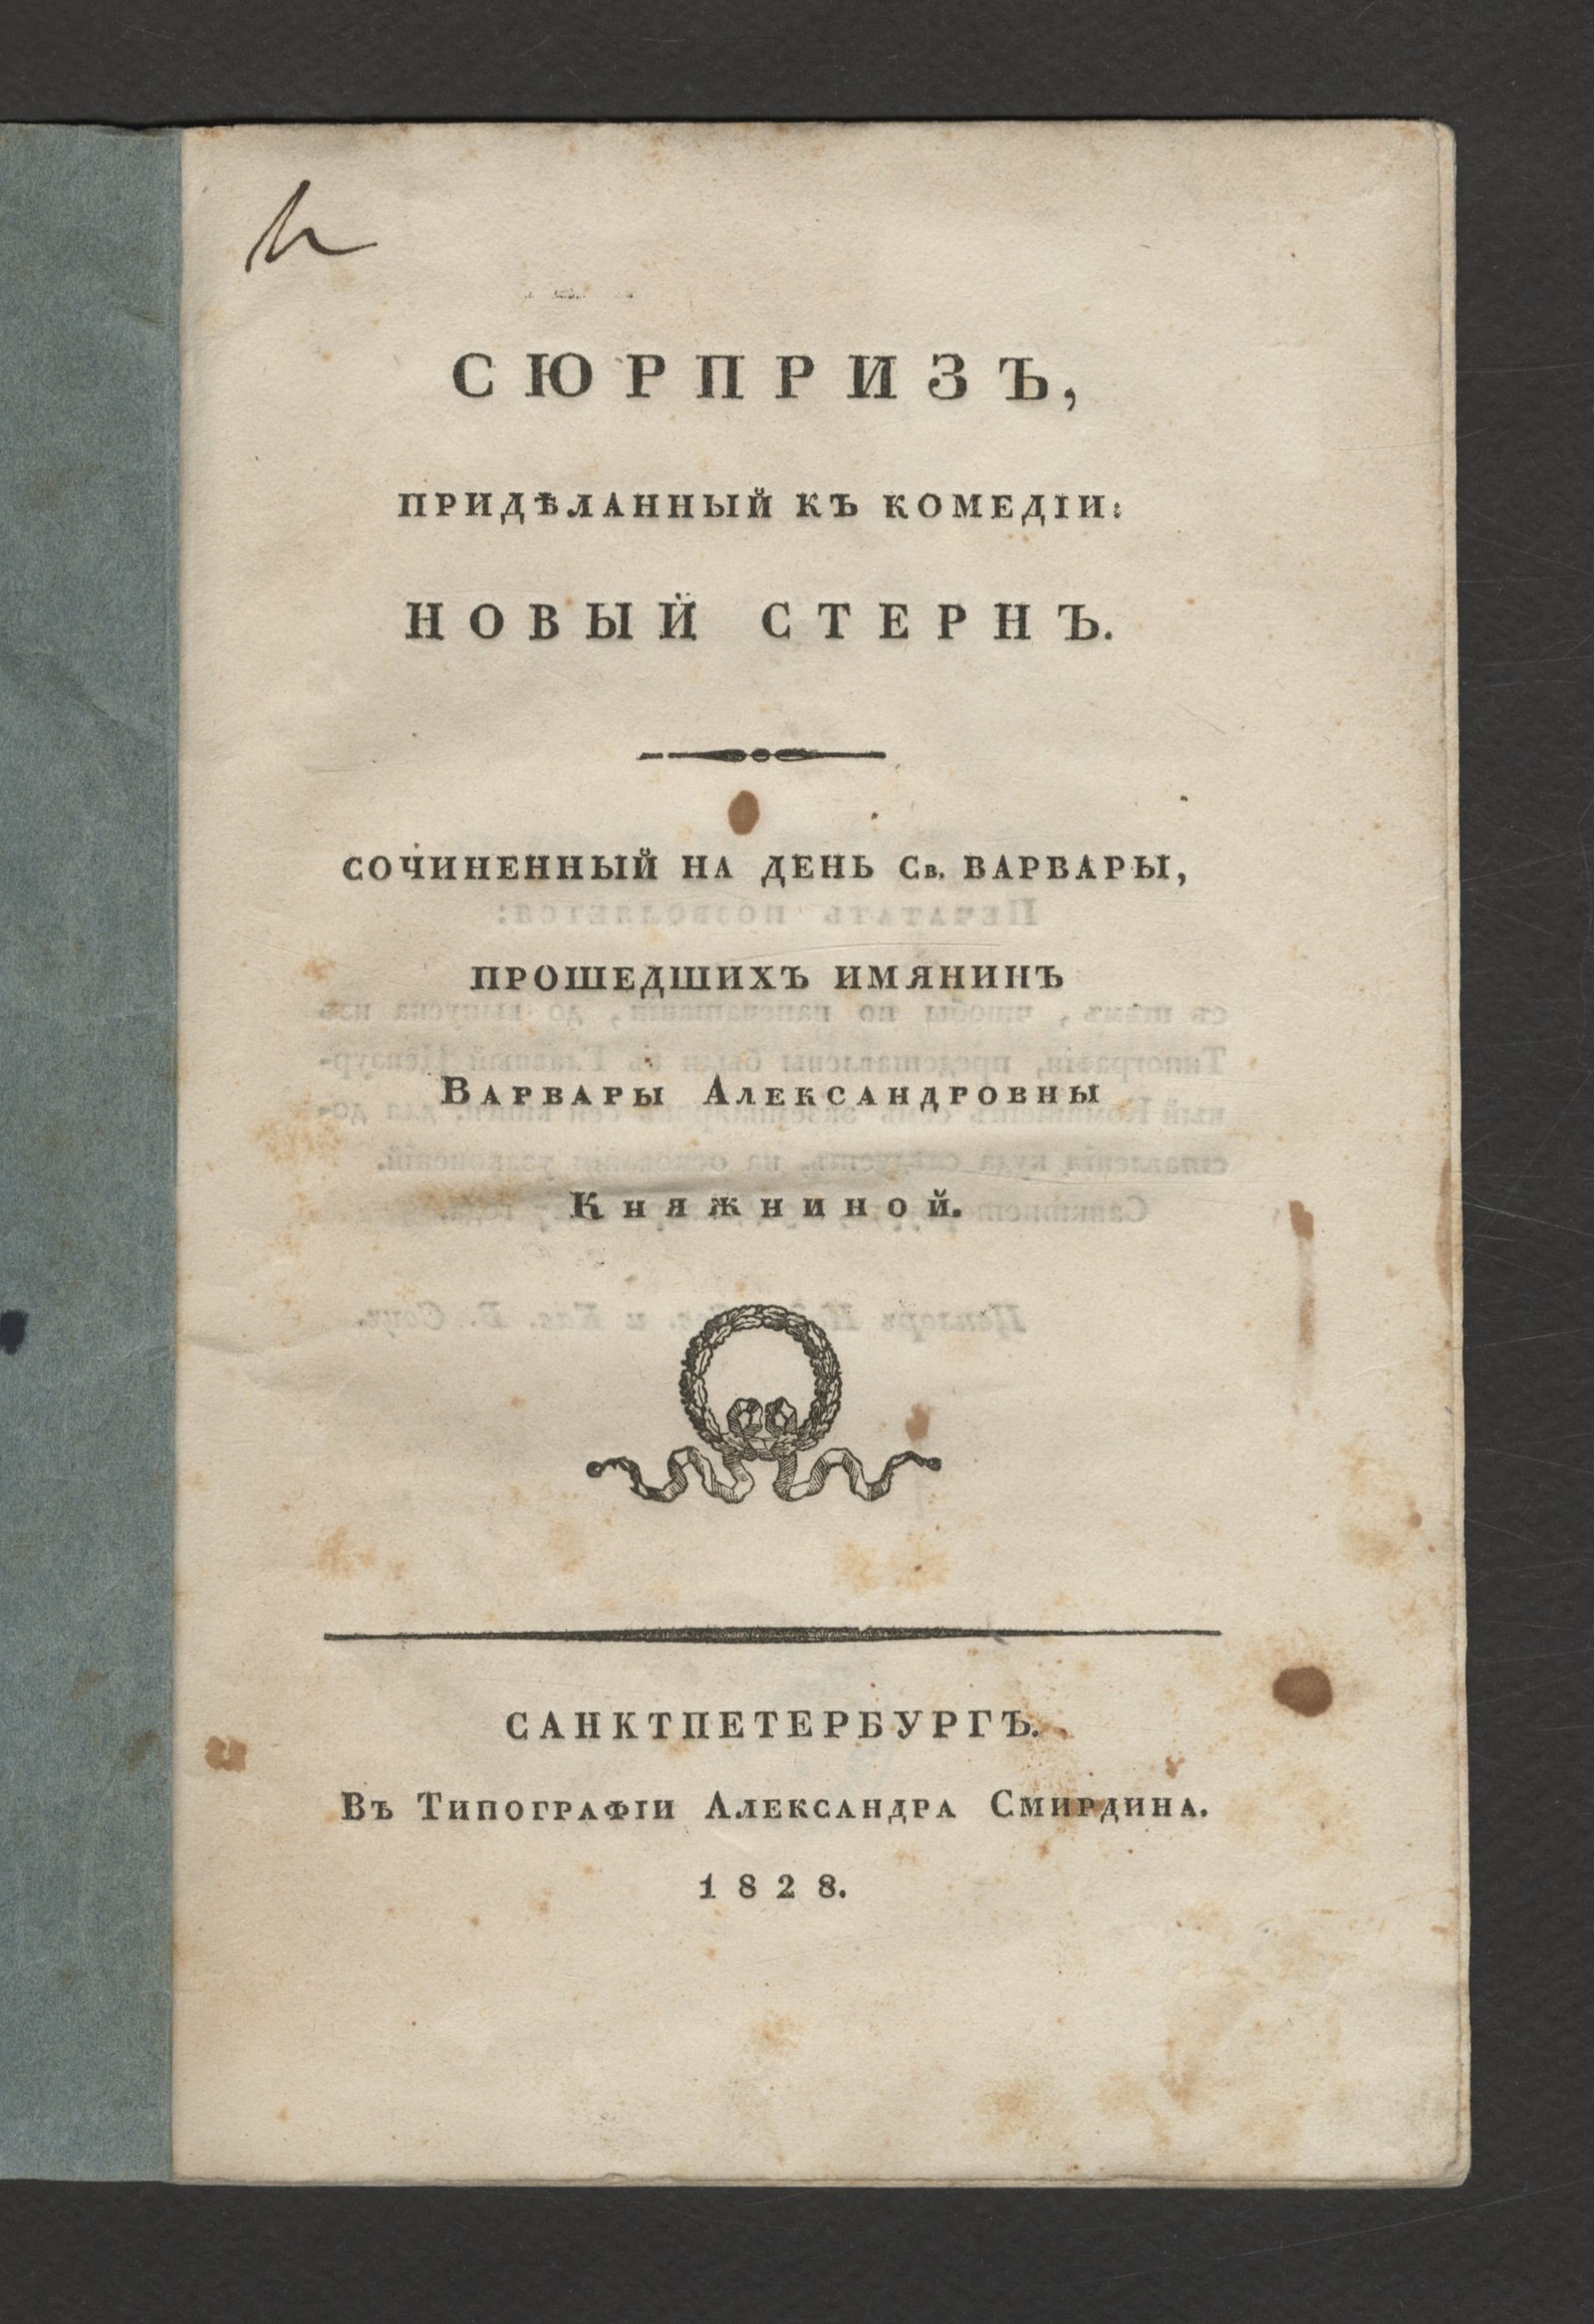 СЮРПРИЗЪ,
ПРИДѢЛАННЫЙ КЪ КОМЕДІИ:
НОВЫЙ СТЕРНЪ.
СОЧИНЕННЫЙ НА ДЕНЬ Св. ВАРВАРЫ,
ПРОШЕДШИХЪ ИМЯНИНЪ
ВАРВАРЫ АЛЕКСАНДРОВНЫ
КНЯЖНИНОЙ.
САНКТПЕТЕРБУРГЪ.
ВЪ ТИПОГРАФІИ АЛЕКСАНДРА СМИРДИНА.
1828.